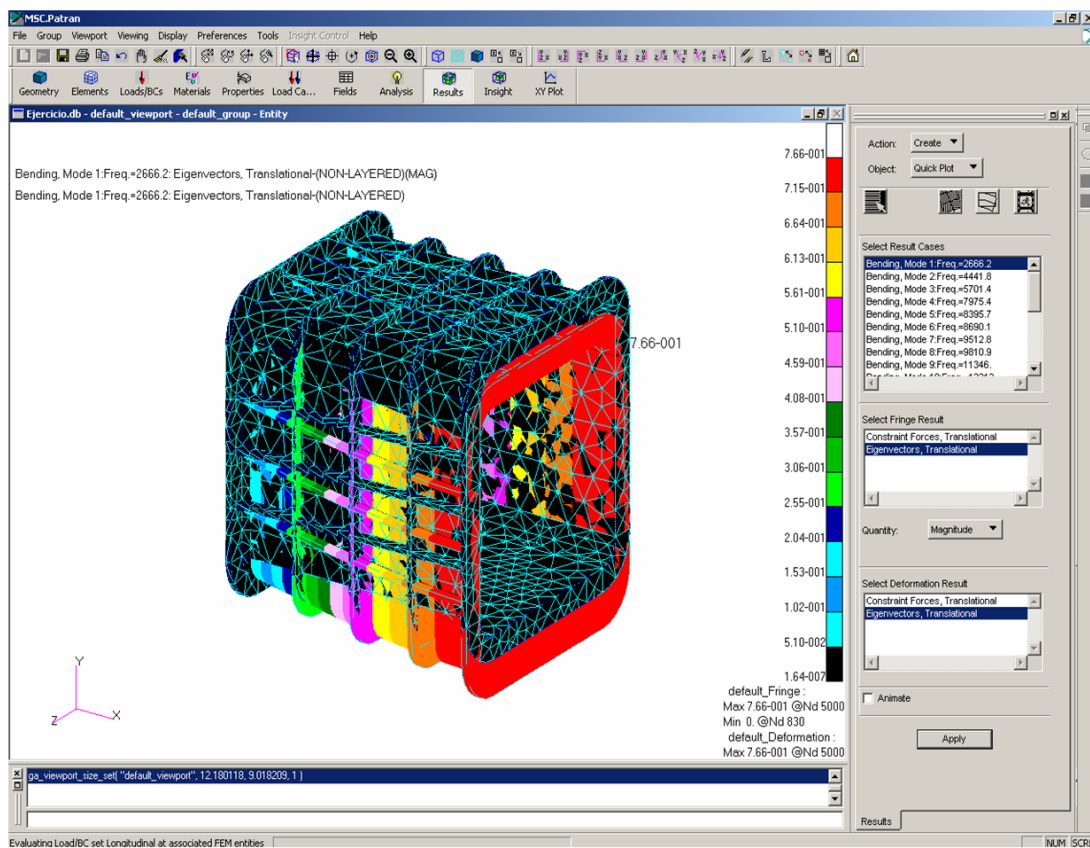 MSC.Patran
File Group Viewport Viewing Display Preferences Tools Insight Control Help
Geometry Elements Loads/BCs Materials Properties Load Ca... Fields Analysis Results Insight XY Plot
Ejercicio.db - default_viewport - default_group - Entity
Bending, Mode 1:Freq.=2666.2: Eigenvectors, Translational-(NON-LAYERED)(MAG)
Bending, Mode 1:Freq.=2666.2: Eigenvectors, Translational-(NON-LAYERED)
7.66-001
7.15-001
6.64-001
6.13-001
5.61-001
5.10-001
4.59-001
4.08-001
3.57-001
3.06-001
2.55-001
2.04-001
1.53-001
1.02-001
5.10-002
1.64-007
7.66-001
Y
Z
X
default_Fringe :
Max 7.66-001 @Nd 5000
Min 0. @Nd 830
default_Deformation :
Max 7.66-001 @Nd 5000
Action: Create
Object: Quick Plot
Select Result Cases
Bending, Mode 1:Freq.=2666.2
Bending, Mode 2:Freq.=4441.8
Bending, Mode 3:Freq.=5701.4
Bending, Mode 4:Freq.=7975.4
Bending, Mode 5:Freq.=8395.7
Bending, Mode 6:Freq.=8690.1
Bending, Mode 7:Freq.=9512.8
Bending, Mode 8:Freq.=9810.9
Bending, Mode 9:Freq.=11346.
Select Fringe Result
Constraint Forces, Translational
Eigenvectors, Translational
Quantity: Magnitude
Select Deformation Result
Constraint Forces, Translational
Eigenvectors, Translational
Animate
Apply
Results
ga_viewport_size_set( "default_viewport", 12.180118, 9.018209, 1 )
Evaluating Load/BC set Longitudinal at associated FEM entities
NUM SCR